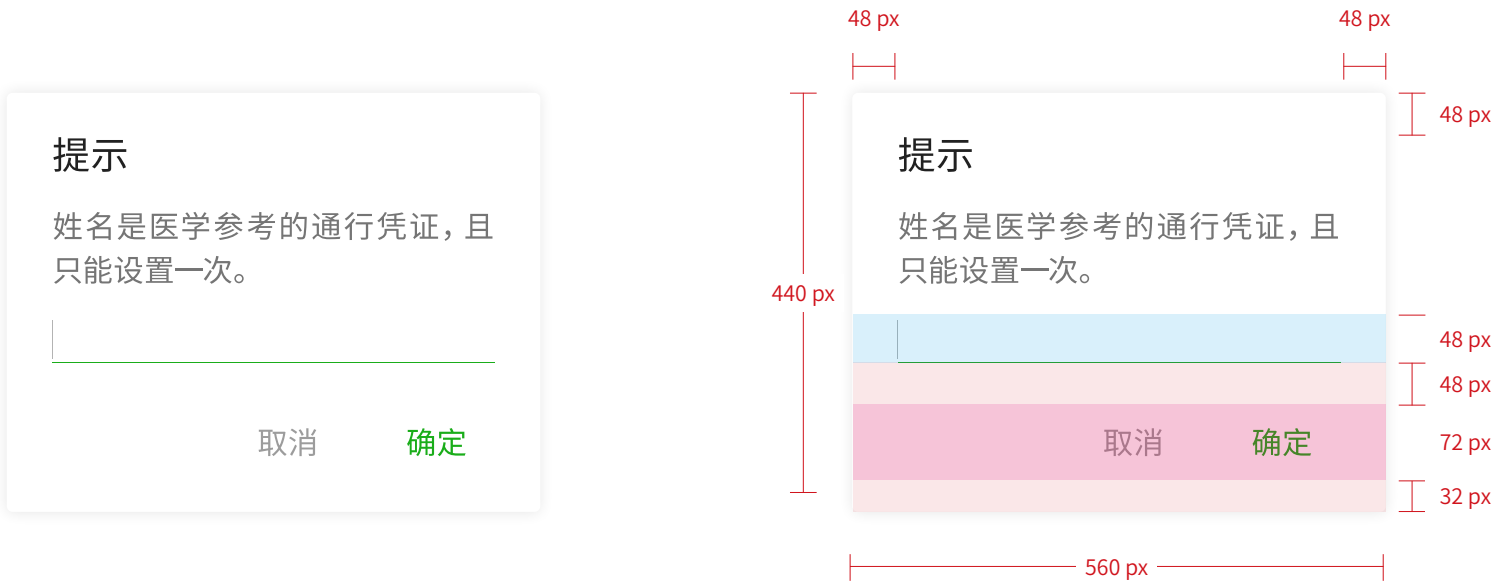 48 px
48 px
提示
姓名是医学参考的通行凭证，且
只能设置一次。
取消
确定
提示
48 px
姓名是医学参考的通行凭证，且
只能设置一次。
440 px
48 px
48 px
取消
确定
72 px
32 px
560 px